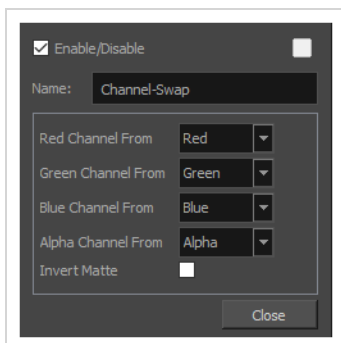 Enable/Disable
Name: Channel-Swap
Red Channel From Red
Green Channel From Green
Blue Channel From Blue
Alpha Channel From Alpha
Invert Matte
Close